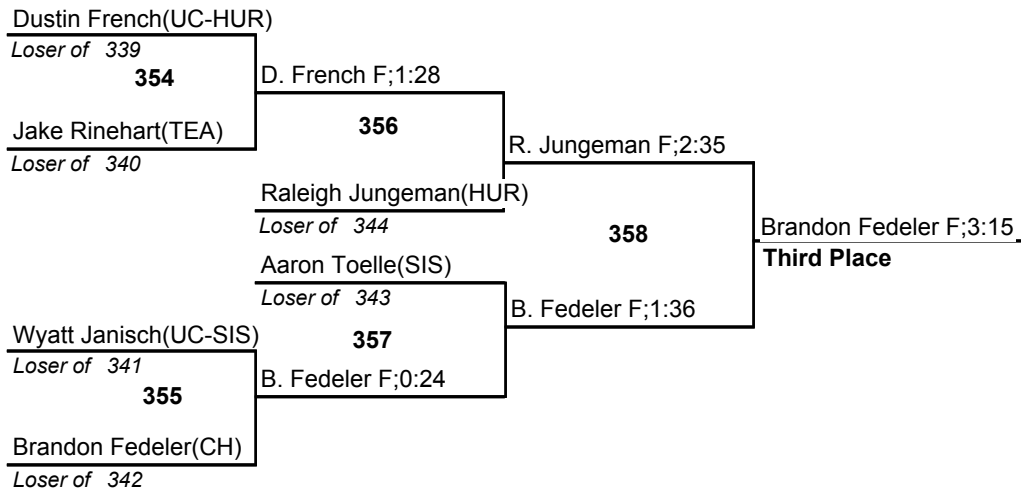 Dustin French(UC-HUR)
Loser of 339
354
D. French F;1:28
Jake Rinehart(TEA)
Loser of 340
356
R. Jungeman F;2:35
Raleigh Jungeman(HUR)
Loser of 344
358
Brandon Fedeler F;3:15
Third Place
Aaron Toelle(SIS)
Loser of 343
B. Fedeler F;1:36
Wyatt Janisch(UC-SIS)
Loser of 341
357
355
B. Fedeler F;0:24
Brandon Fedeler(CH)
Loser of 342